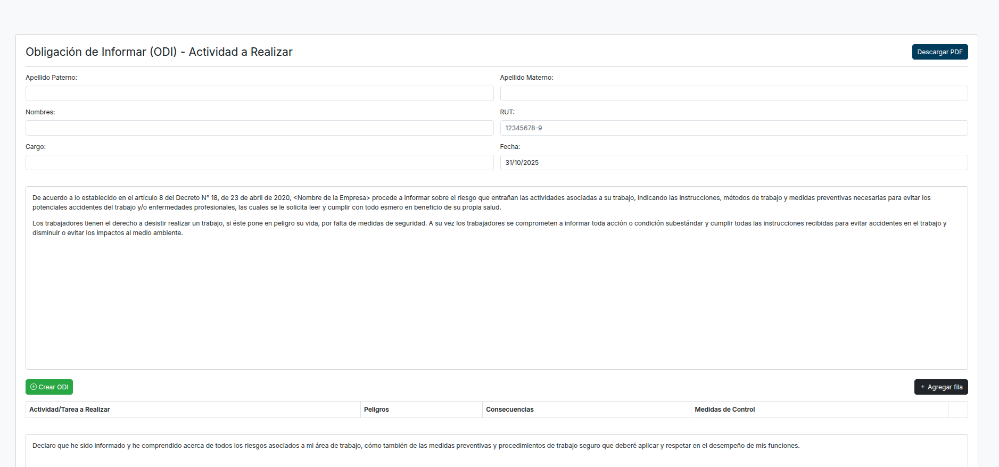 Obligación de Informar (ODI) - Actividad a Realizar
Descargar PDF
Apellido Paterno:
Apellido Materno:
Nombres:
RUT:
12345678-9
Cargo:
Fecha:
31/10/2025
De acuerdo a lo establecido en el artículo 8 del Decreto N° 18, de 23 de abril de 2020, <Nombre de la Empresa> procede a informar sobre el riesgo que entrañan las actividades asociadas a su trabajo, indicando las instrucciones, métodos de trabajo y medidas preventivas necesarias para evitar los
potenciales accidentes del trabajo y/o enfermedades profesionales, las cuales se le solicita leer y cumplir con todo esmero en beneficio de su propia salud.
Los trabajadores tienen el derecho a desistir realizar un trabajo, si éste pone en peligro su vida, por falta de medidas de seguridad. A su vez los trabajadores se comprometen a informar toda acción o condición subestándar y cumplir todas las instrucciones recibidas para evitar accidentes en el trabajo y
disminuir o evitar los impactos al medio ambiente.
Crear ODI
+ Agregar fila
Actividad/Tarea a Realizar
Peligros
Consecuencias
Medidas de Control
Declaro que he sido informado y he comprendido acerca de todos los riesgos asociados a mi área de trabajo, cómo también de las medidas preventivas y procedimientos de trabajo seguro que deberé aplicar y respetar en el desempeño de mis funciones.